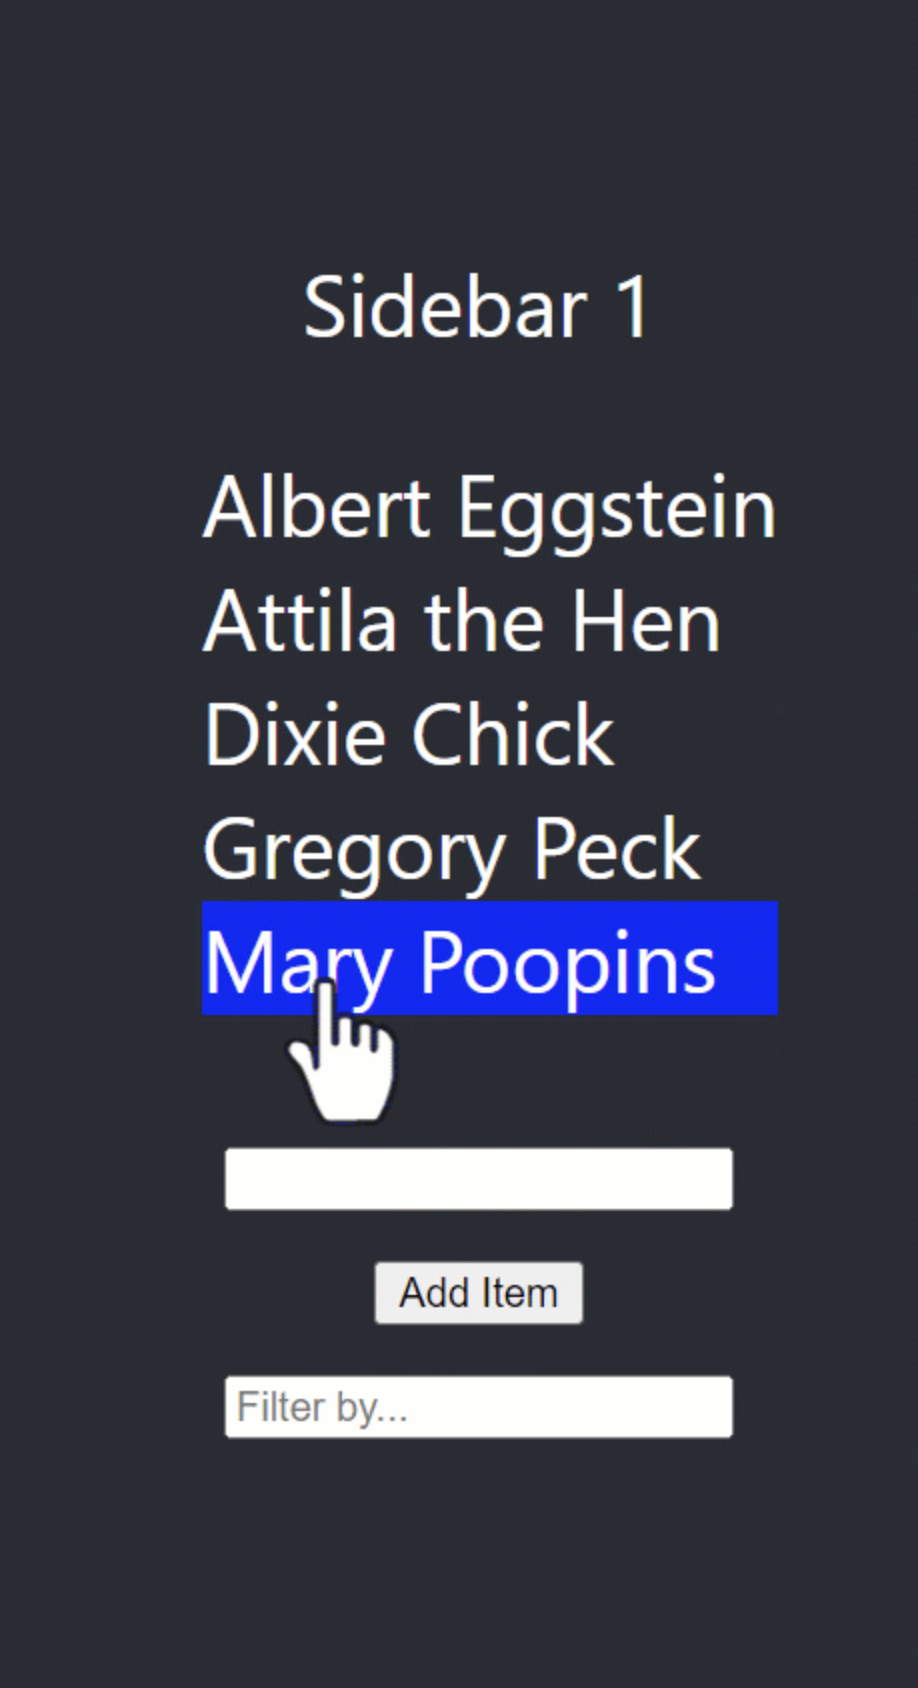 Sidebar 1
Albert Eggstein
Attila the Hen
Dixie Chick
Gregory Peck
Mary Poopins
Add Item
Filter by...